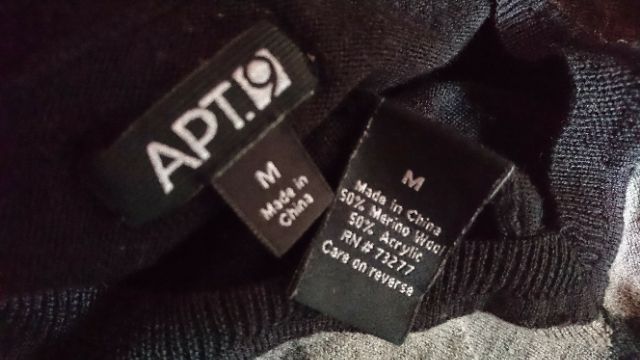 APT.9
M
Made in
China
M
Made in China
50% Merino Wool
50% Acrylic
RN # 73277
Care on reverse